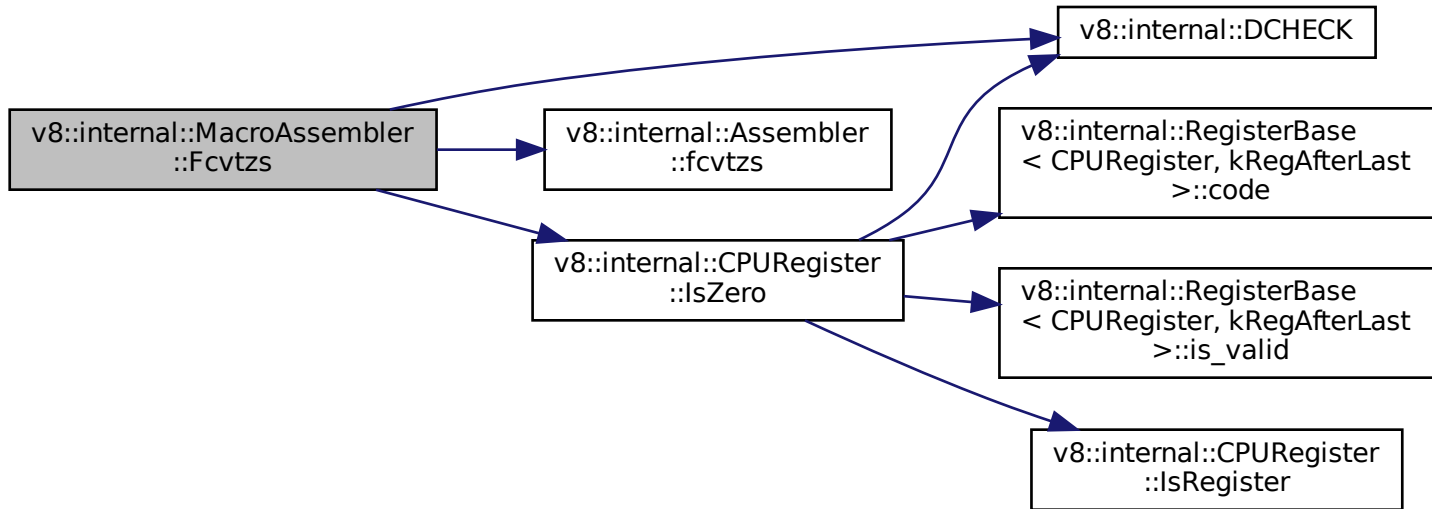 v8::internal::MacroAssembler
::Fcvtzs
v8::internal::DCHECK
v8::internal::Assembler
::fcvtzs
v8::internal::CPURegister
::IsZero
v8::internal::RegisterBase
< CPURegister, kRegAfterLast
>::code
v8::internal::RegisterBase
< CPURegister, kRegAfterLast
>::is_valid
v8::internal::CPURegister
::IsRegister